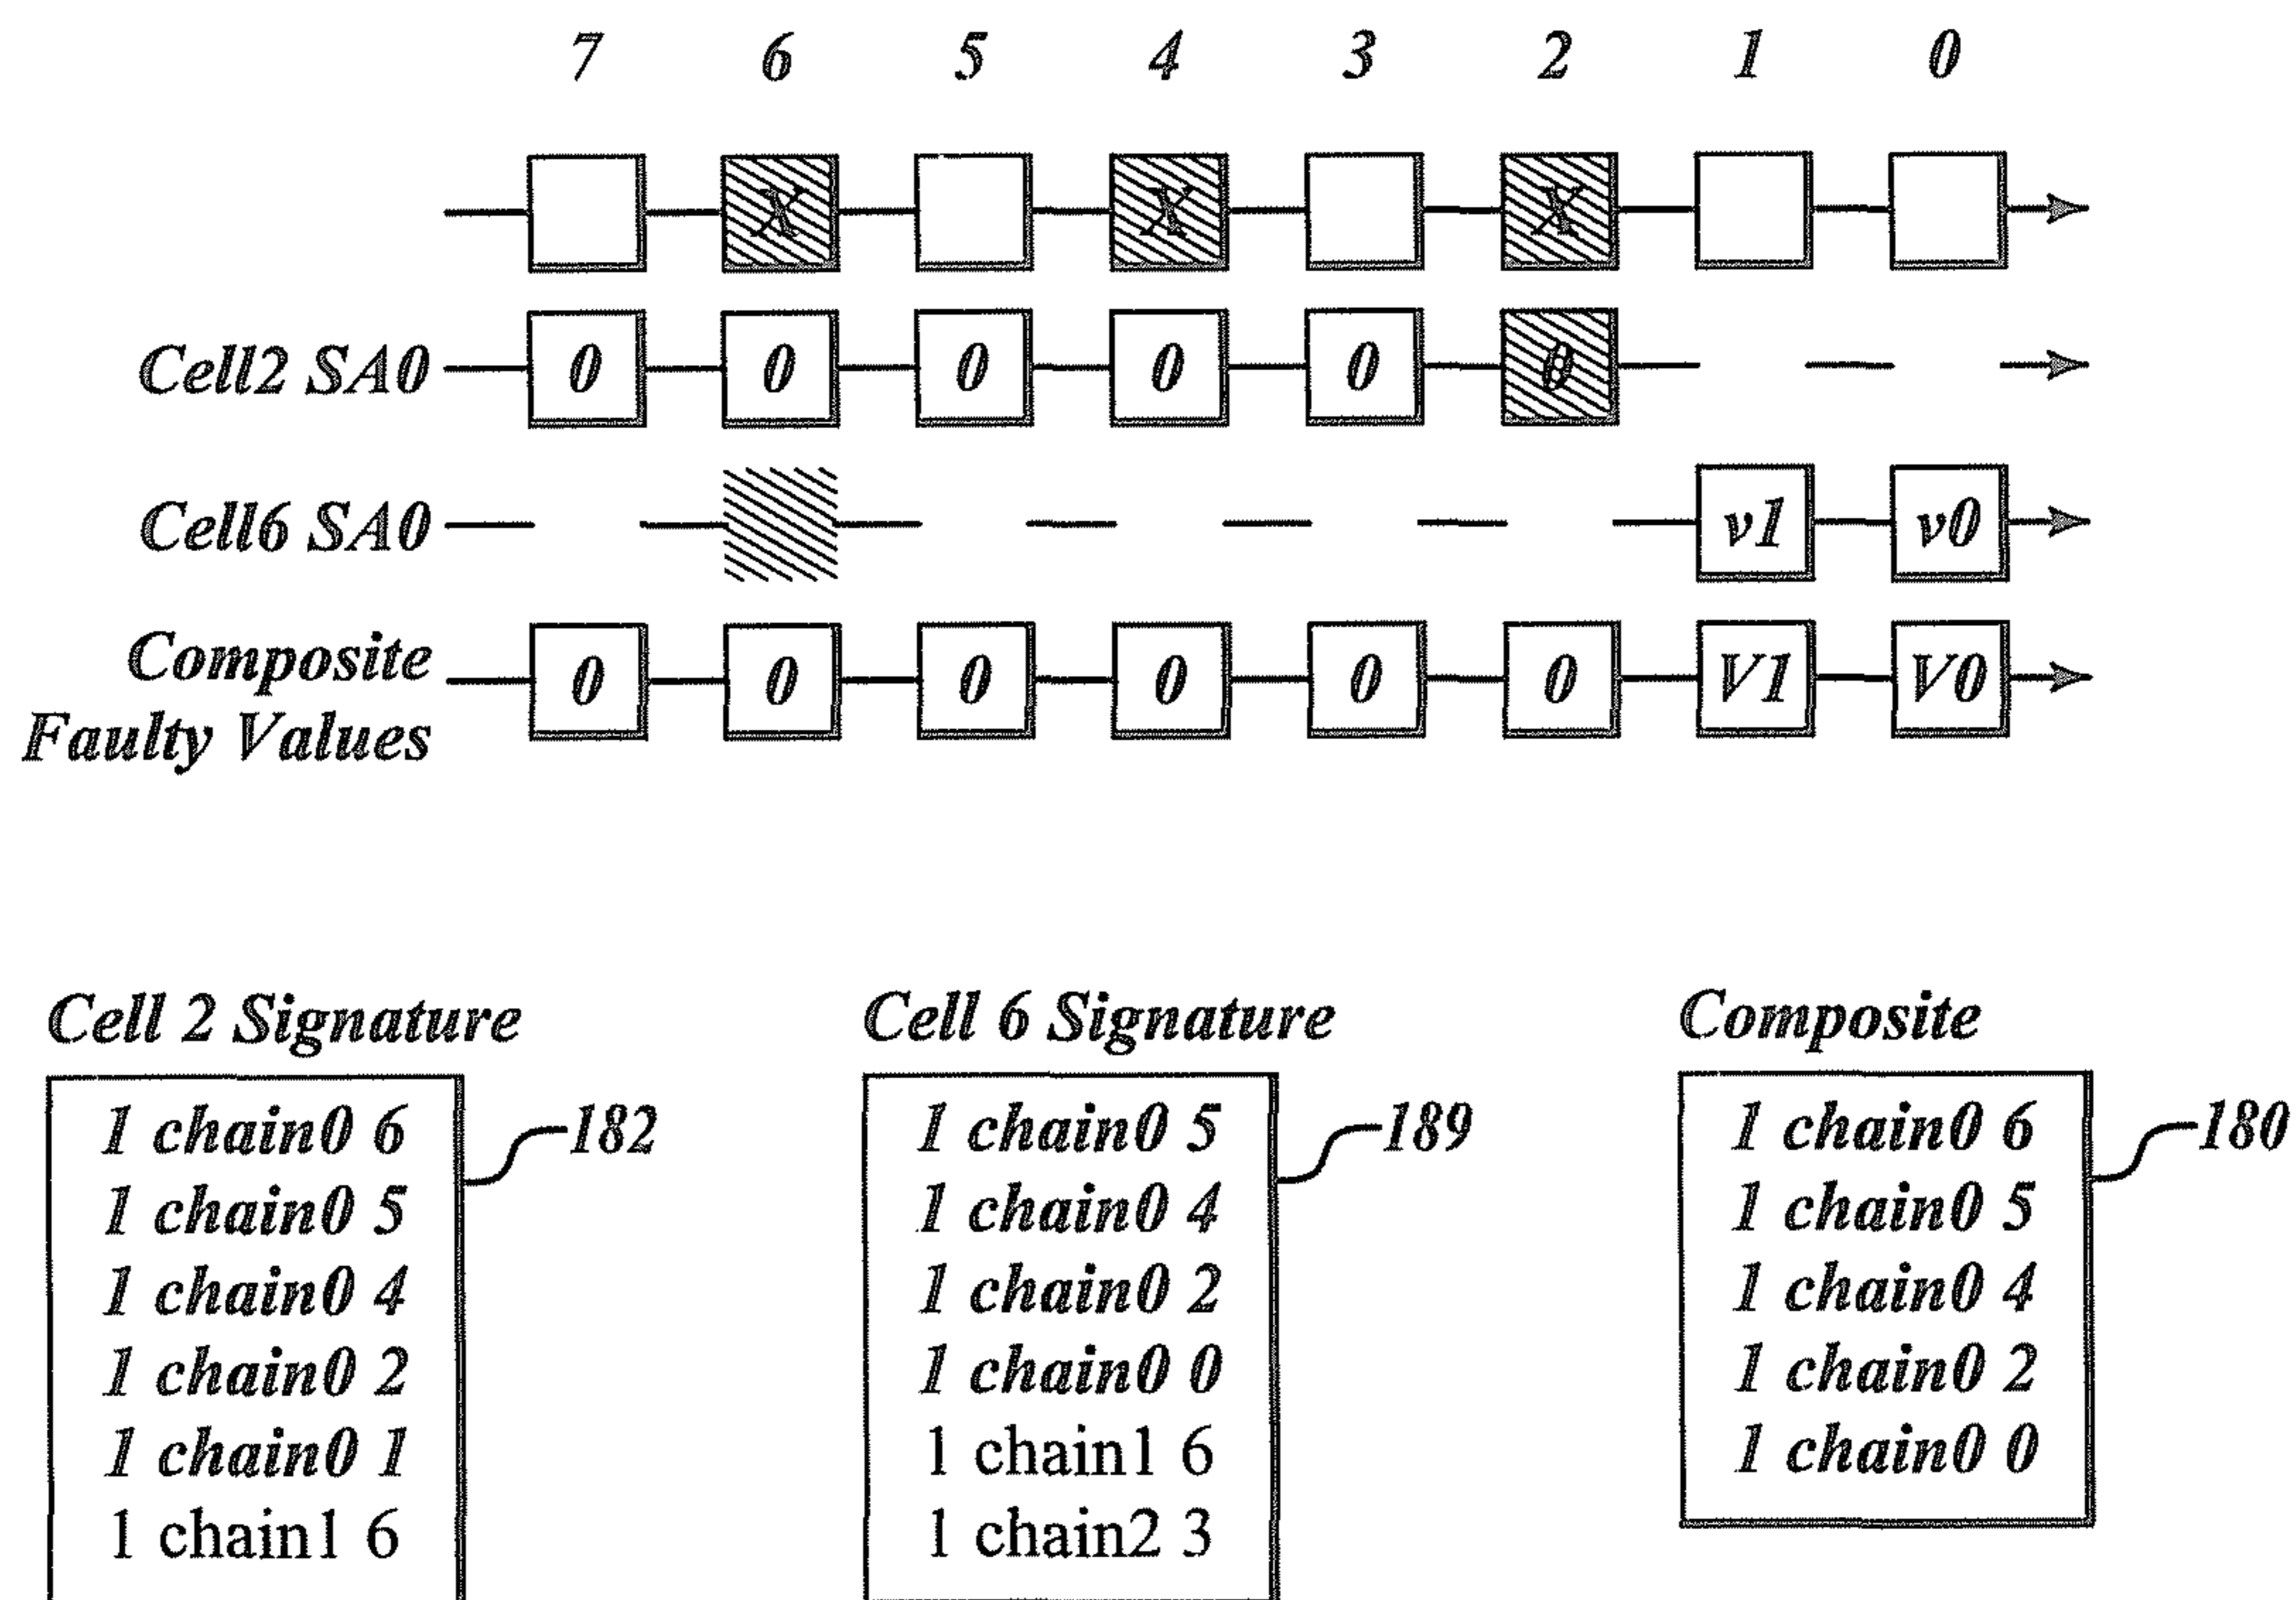 7 6 5 4 3 2 1 0
X X X
Cell2 SA0 0 0 0 0 0 0
Cell6 SA0 v1 v0
Composite
Faulty Values
0 0 0 0 0 0 V1 V0
Cell 2 Signature
1 chain0 6
1 chain0 5
1 chain0 4
1 chain0 2
1 chain0 1
1 chain1 6
182
Cell 6 Signature
1 chain0 5
1 chain0 4
1 chain0 2
1 chain0 0
1 chain1 6
1 chain2 3
189
Composite
1 chain0 6
1 chain0 5
1 chain0 4
1 chain0 2
1 chain0 0
180